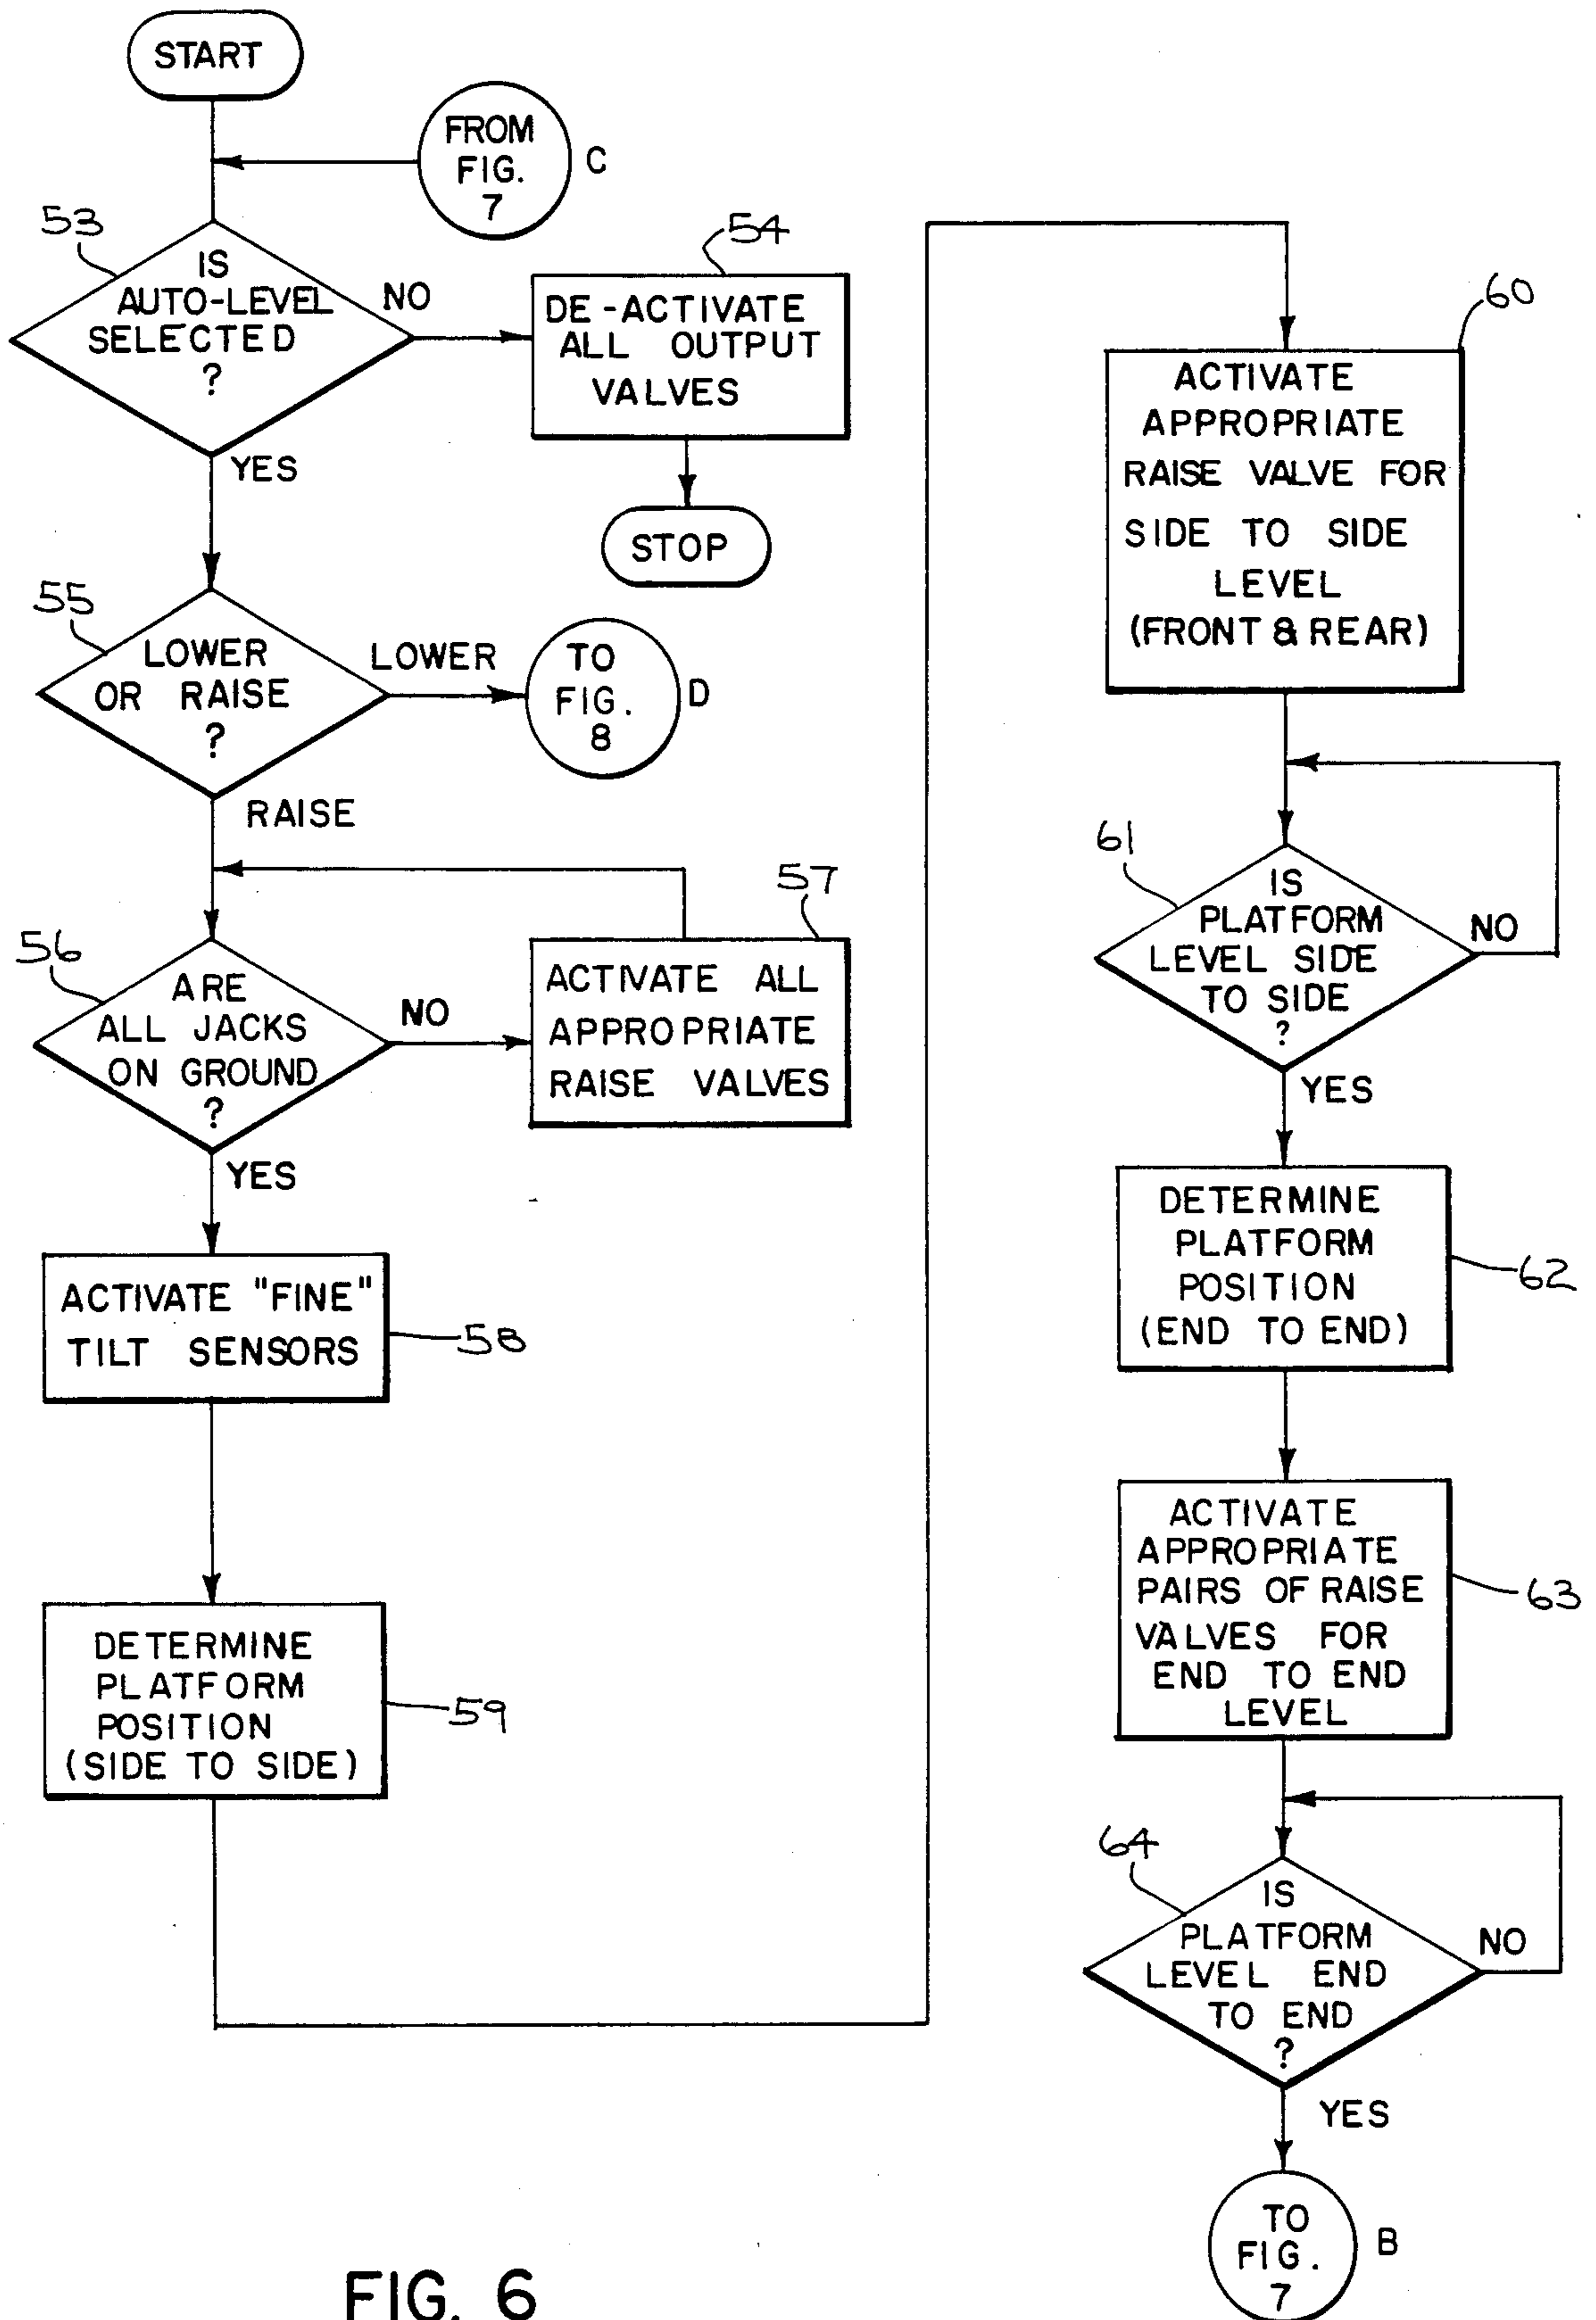 START
FROM
FIG.
7
C
53
IS
AUTO-LEVEL
SELECTED
?
NO
54
DE-ACTIVATE
ALL OUTPUT
VALVES
STOP
YES
55
LOWER
OR RAISE
?
LOWER
TO
FIG.
8
D
RAISE
56
ARE
ALL JACKS
ON GROUND
?
NO
57
ACTIVATE ALL
APPROPRIATE
RAISE VALVES
YES
ACTIVATE "FINE"
TILT SENSORS
58
DETERMINE
PLATFORM
POSITION
(SIDE TO SIDE)
59
60
ACTIVATE
APPROPRIATE
RAISE VALVE FOR
SIDE TO SIDE
LEVEL
(FRONT & REAR)
61
IS
PLATFORM
LEVEL SIDE
TO SIDE
?
NO
YES
DETERMINE
PLATFORM
POSITION
(END TO END)
62
ACTIVATE
APPROPRIATE
PAIRS OF RAISE
VALVES FOR
END TO END
LEVEL
63
64
IS
PLATFORM
LEVEL END
TO END
?
NO
YES
TO
FIG.
7
B
FIG. 6